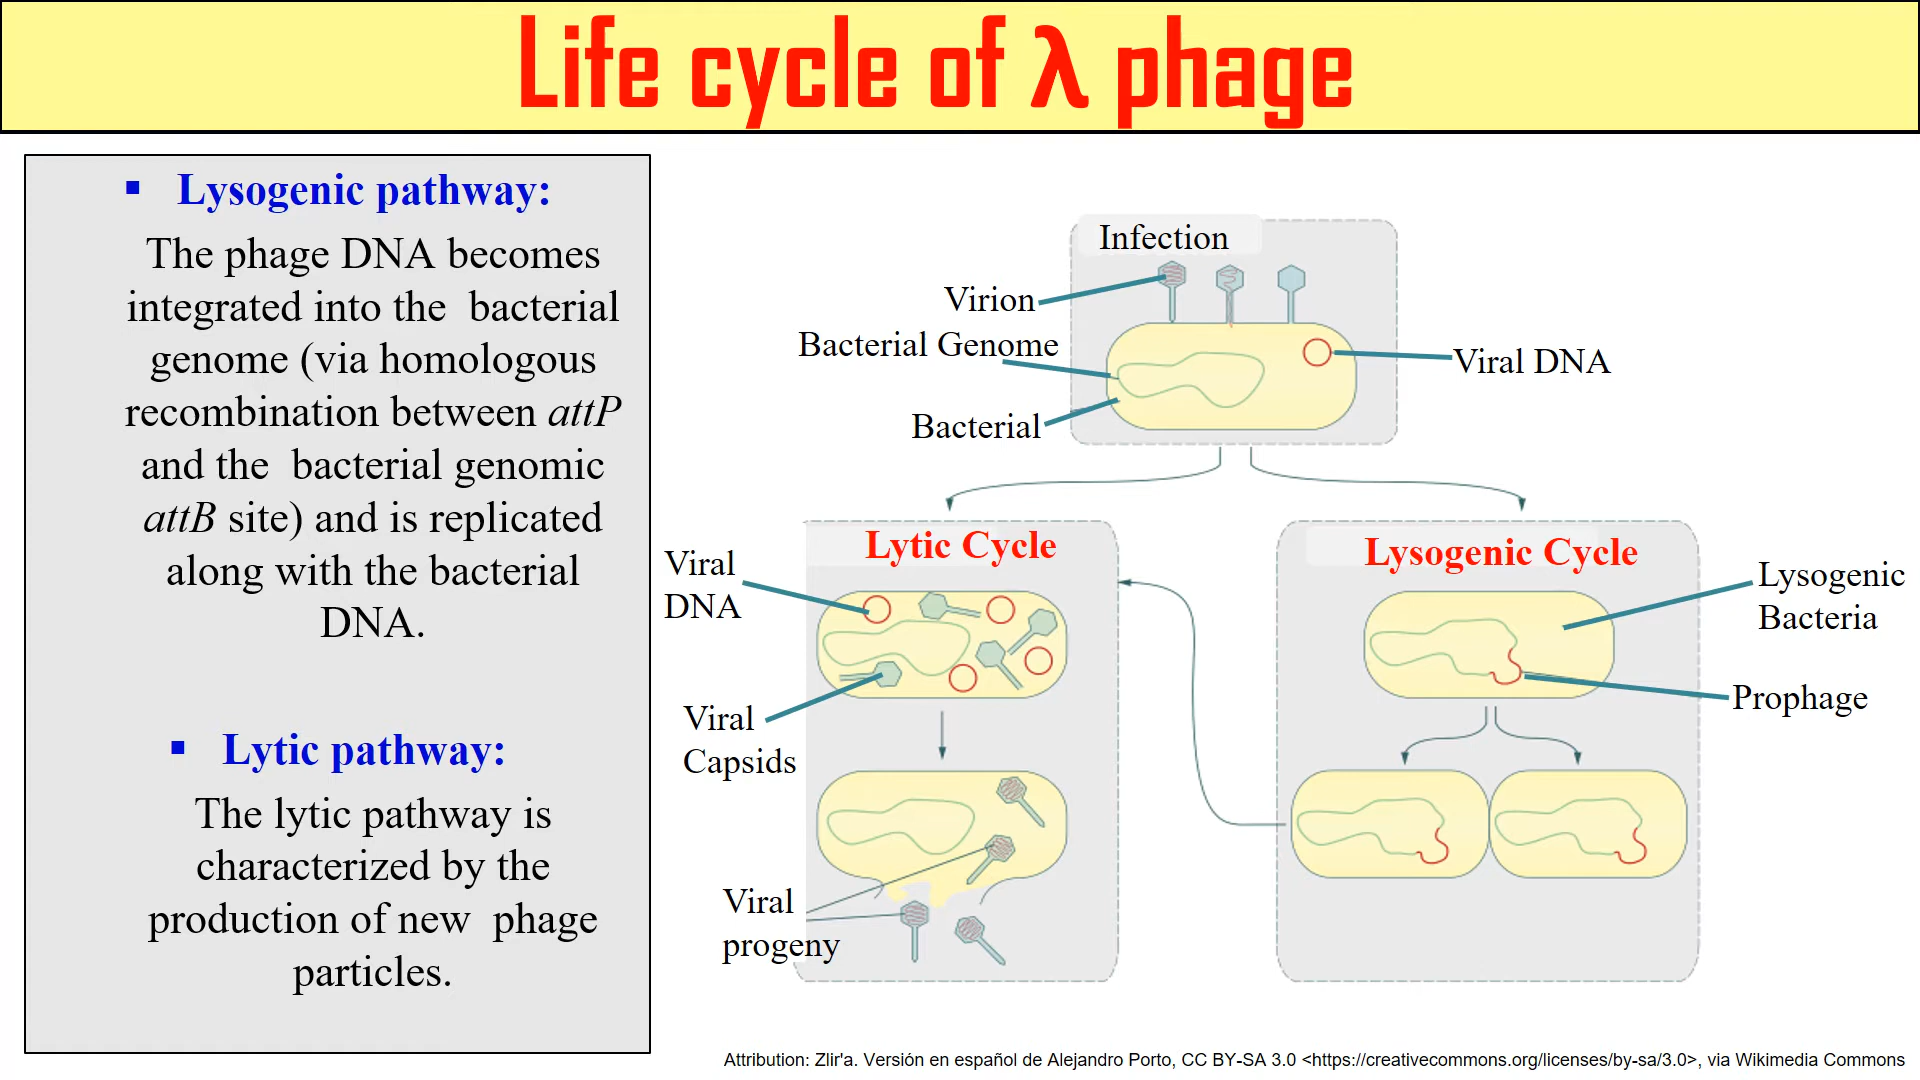 Life cycle of λ phage
▪ Lysogenic pathway:
The phage DNA becomes
integrated into the bacterial
genome (via homologous
recombination between attP
and the bacterial genomic
attB site) and is replicated
along with the bacterial
DNA.
▪ Lytic pathway:
The lytic pathway is
characterized by the
production of new phage
particles.
Infection
Virion
Bacterial Genome
Viral DNA
Bacterial
Lytic Cycle
Viral
DNA
Viral
Capsids
Viral
progeny
Lysogenic Cycle
Lysogenic
Bacteria
Prophage
Attribution: Zlir'a. Versión en español de Alejandro Porto, CC BY-SA 3.0 <https://creativecommons.org/licenses/by-sa/3.0>, via Wikimedia Commons